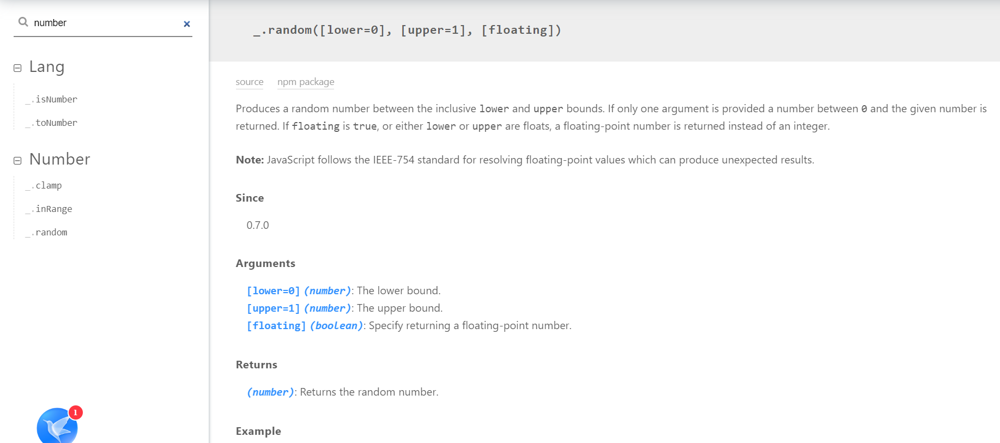 number
×
Lang
_.isNumber
_.toNumber
Number
_.clamp
_.inRange
_.random
1
_.random([lower=0], [upper=1], [floating])
source npm package
Produces a random number between the inclusive lower and upper bounds. If only one argument is provided a number between 0 and the given number is
returned. If floating is true, or either lower or upper are floats, a floating-point number is returned instead of an integer.
Note: JavaScript follows the IEEE-754 standard for resolving floating-point values which can produce unexpected results.
Since
0.7.0
Arguments
[lower=0] (number): The lower bound.
[upper=1] (number): The upper bound.
[floating] (boolean): Specify returning a floating-point number.
Returns
(number): Returns the random number.
Example